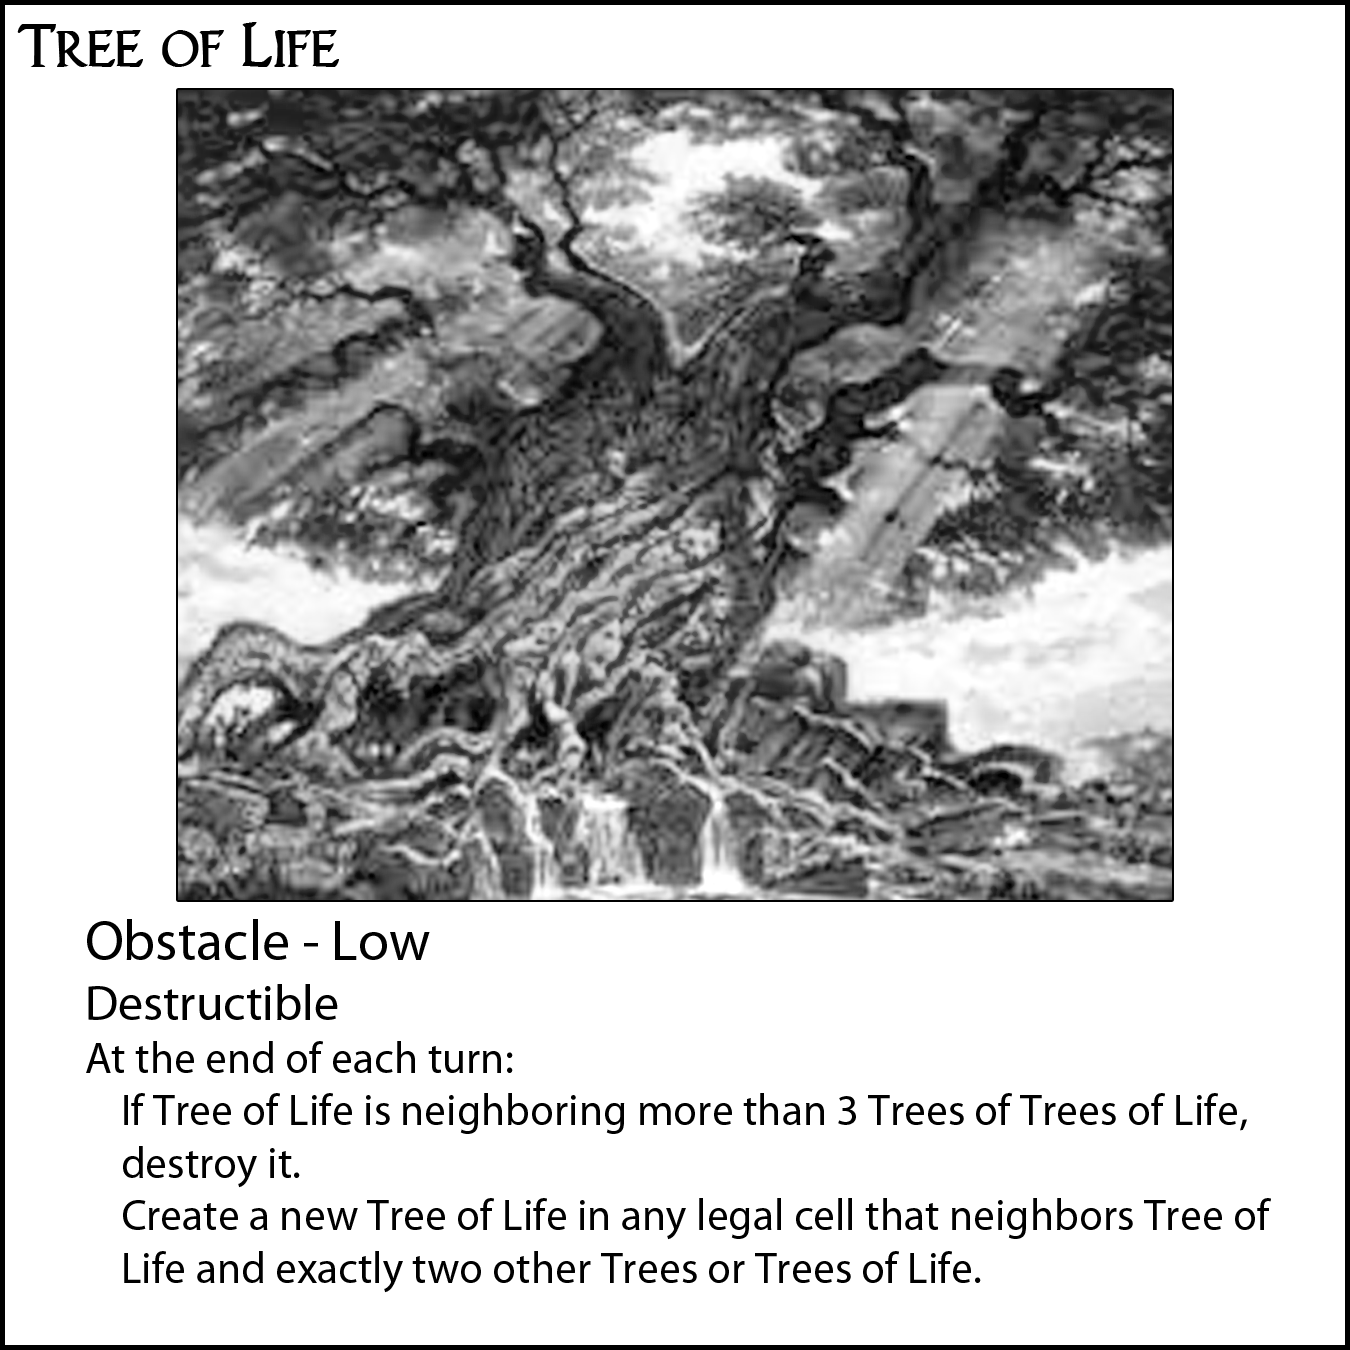 Tree of Life
Obstacle - Low
Destructible
At the end of each turn:
If Tree of Life is neighboring more than 3 Trees of Trees of Life,
destroy it.
Create a new Tree of Life in any legal cell that neighbors Tree of
Life and exactly two other Trees or Trees of Life.